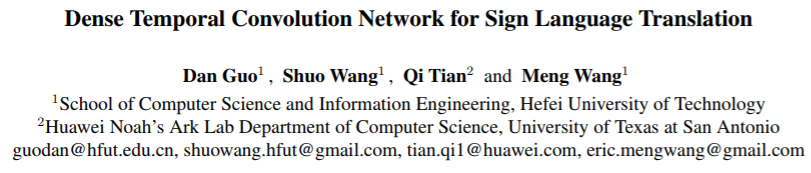 Dense Temporal Convolution Network for Sign Language Translation
Dan Guo¹, Shuo Wang¹, Qi Tian² and Meng Wang¹
¹School of Computer Science and Information Engineering, Hefei University of Technology
²Huawei Noah's Ark Lab Department of Computer Science, University of Texas at San Antonio
guodan@hfut.edu.cn, shuowang.hfut@gmail.com, tian.qi1@huawei.com, eric.mengwang@gmail.com